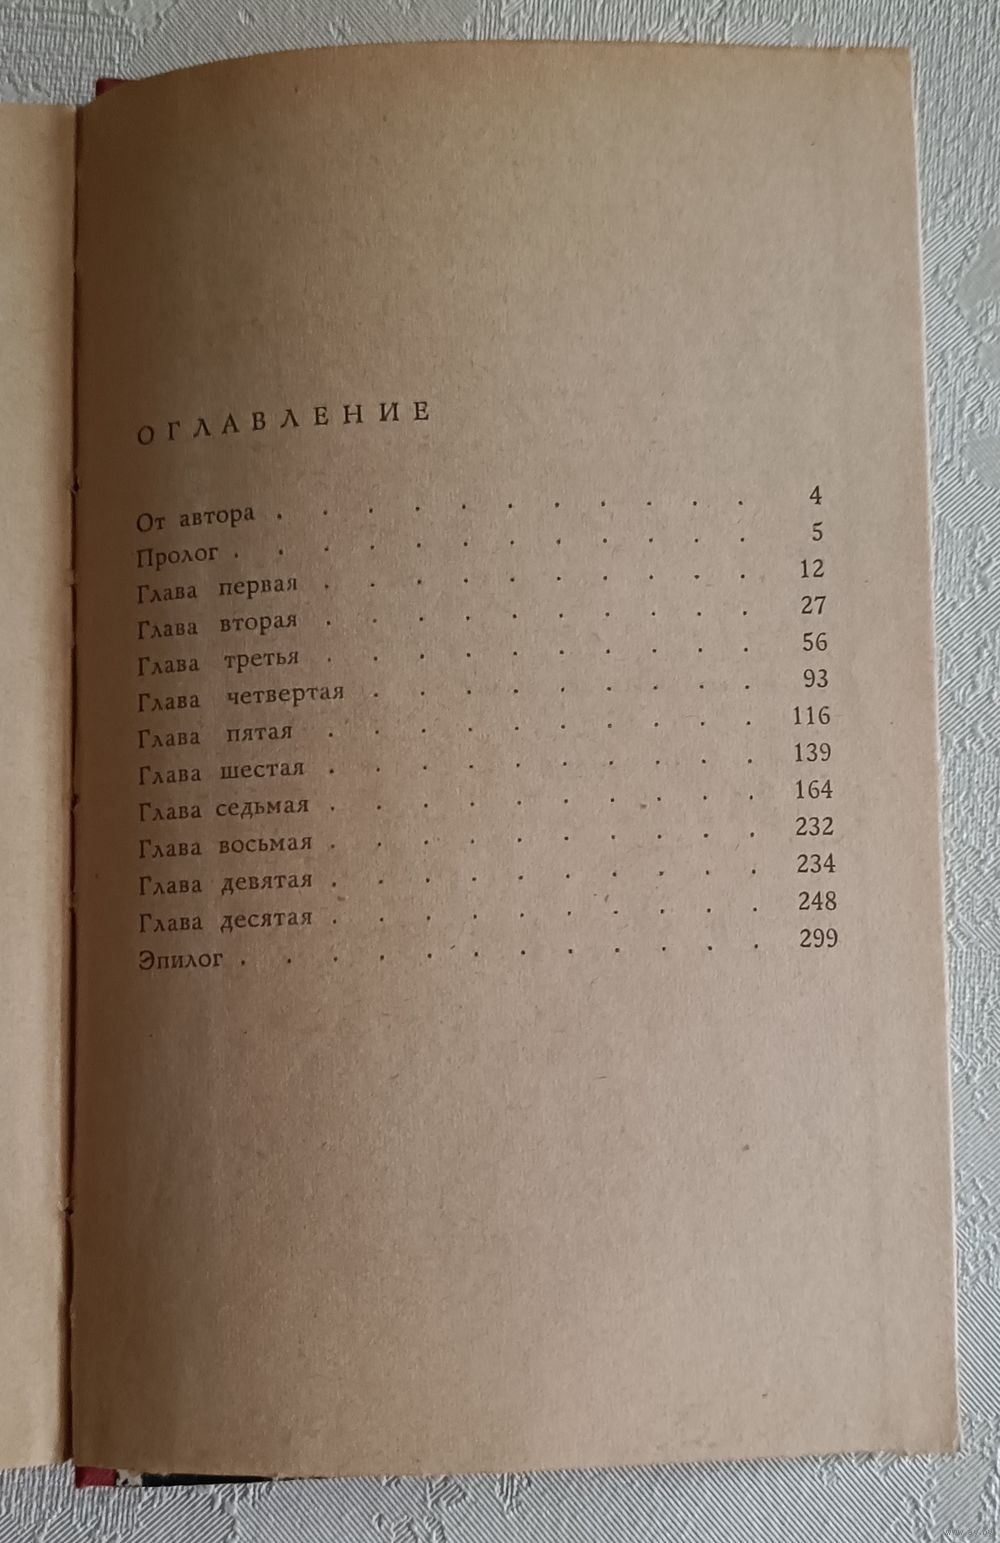 ОГЛАВЛЕНИЕ
От автора . . . . . . . . . . . 4
Пролог . . . . . . . . . . . . 5
Глава первая . . . . . . . . . . 12
Глава вторая . . . . . . . . . . 27
Глава третья . . . . . . . . . . 56
Глава четвертая . . . . . . . . . 93
Глава пятая . . . . . . . . . . 116
Глава шестая . . . . . . . . . . 139
Глава седьмая . . . . . . . . . . 164
Глава восьмая . . . . . . . . . . 232
Глава девятая . . . . . . . . . . 234
Глава десятая . . . . . . . . . . 248
Эпилог . . . . . . . . . . . . 299